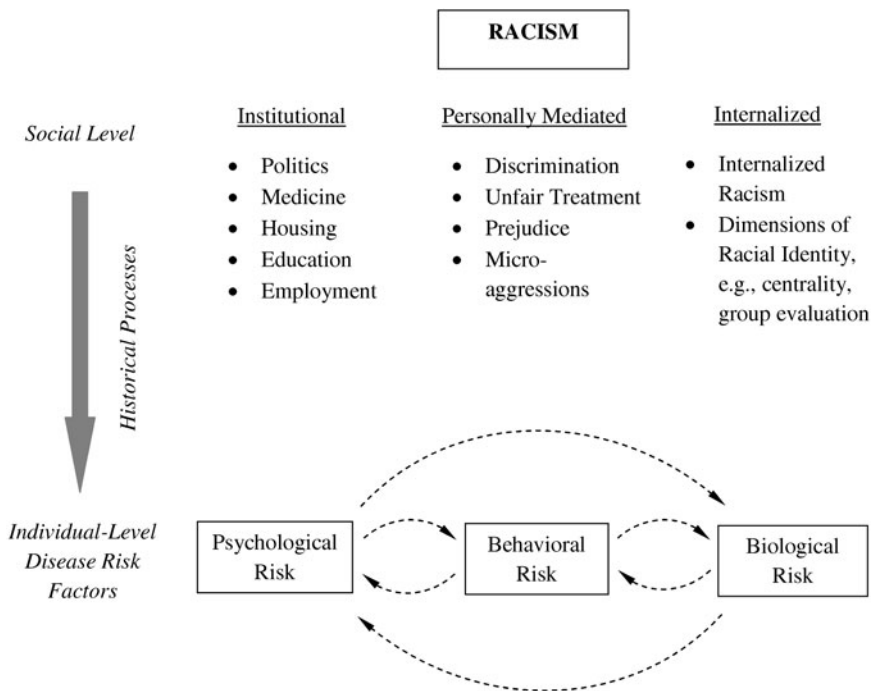 RACISM
Social Level
Institutional
• Politics
• Medicine
• Housing
• Education
• Employment
Personally Mediated
• Discrimination
• Unfair Treatment
• Prejudice
• Micro-
aggressions
Internalized
• Internalized
Racism
• Dimensions of
Racial Identity,
e.g., centrality,
group evaluation
Historical Processes
Individual-Level
Disease Risk
Factors
Psychological
Risk
Behavioral
Risk
Biological
Risk